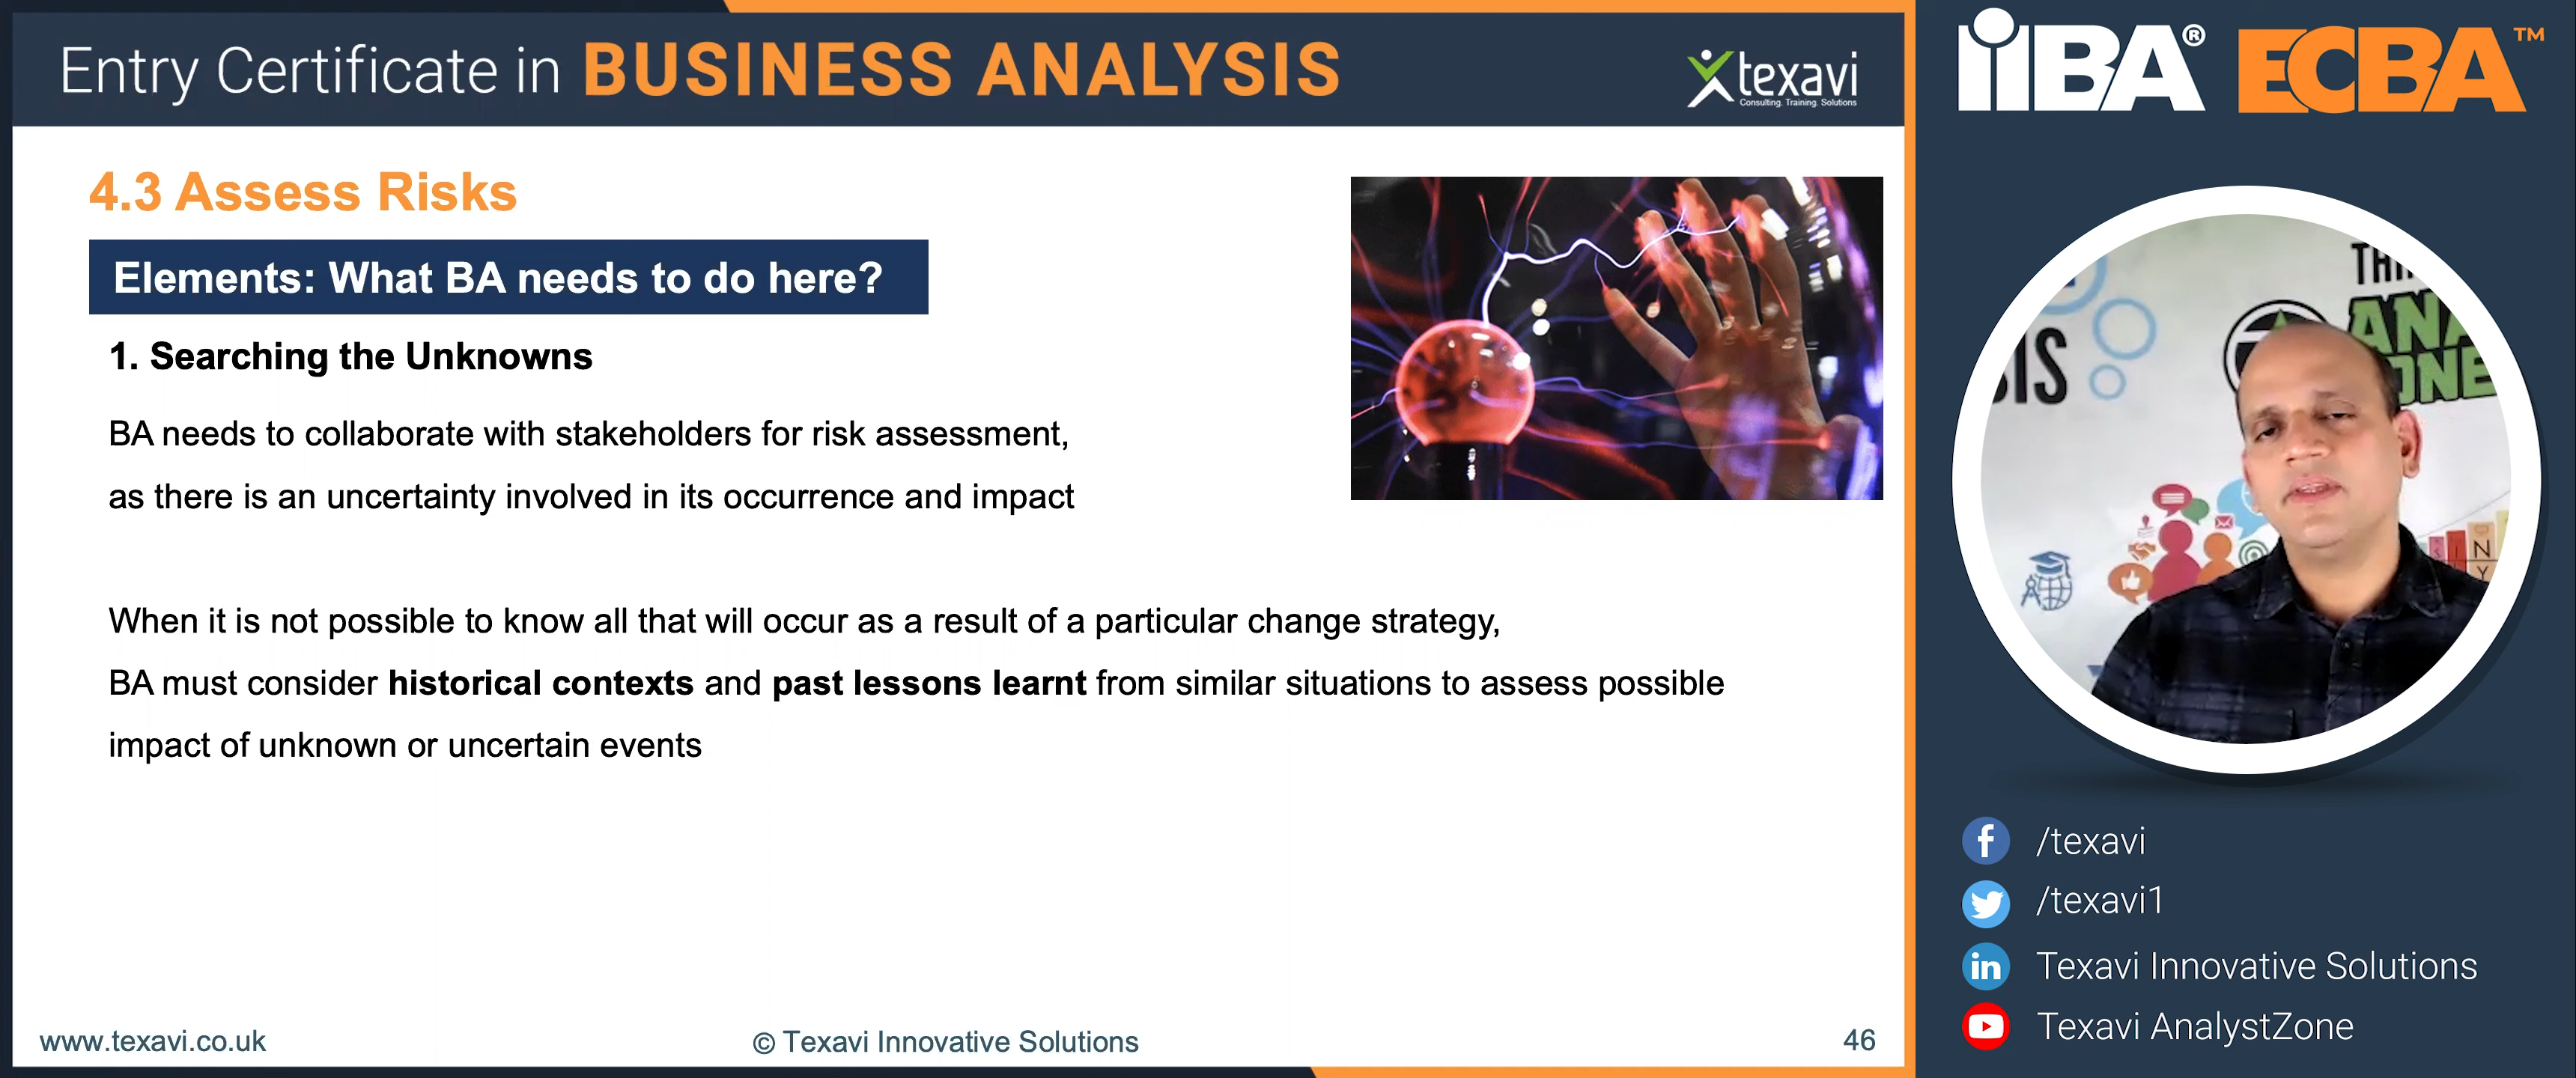 Entry Certificate in BUSINESS ANALYSIS
texavi
Consulting. Training. Solutions
IIBA® ECBA™
4.3 Assess Risks
Elements: What BA needs to do here?
1. Searching the Unknowns
BA needs to collaborate with stakeholders for risk assessment,
as there is an uncertainty involved in its occurrence and impact
When it is not possible to know all that will occur as a result of a particular change strategy,
BA must consider historical contexts and past lessons learnt from similar situations to assess possible
impact of unknown or uncertain events
/texavi
/texavi1
Texavi Innovative Solutions
Texavi AnalystZone
www.texavi.co.uk
© Texavi Innovative Solutions
46